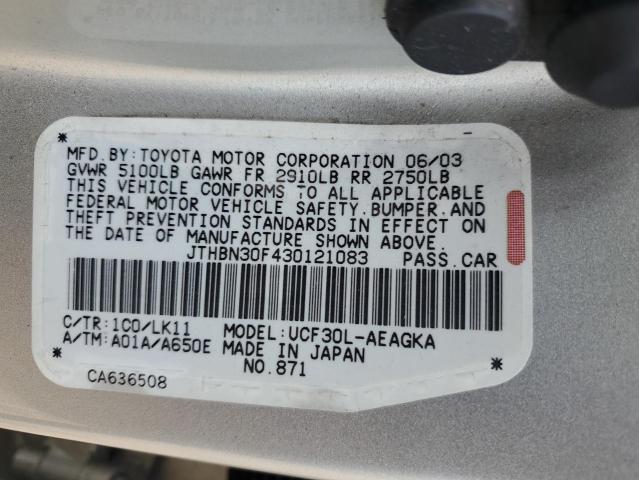 MFD.BY:TOYOTA MOTOR CORPORATION 06/03
GVWR 5100LB GAWR FR 2910LB RR 2750LB
THIS VEHICLE CONFORMS TO ALL APPLICABLE
FEDERAL MOTOR VEHICLE SAFETY.BUMPER.AND
THEFT PREVENTION STANDARDS IN EFFECT ON
THE DATE OF MANUFACTURE SHOWN ABOVE.
JTHBN30F430121083 PASS.CAR
C/TR:1C0/LK11 MODEL:UCF30L-AEAGKA
A/TM:A01A/A650E MADE IN JAPAN
NO.871
CA636508